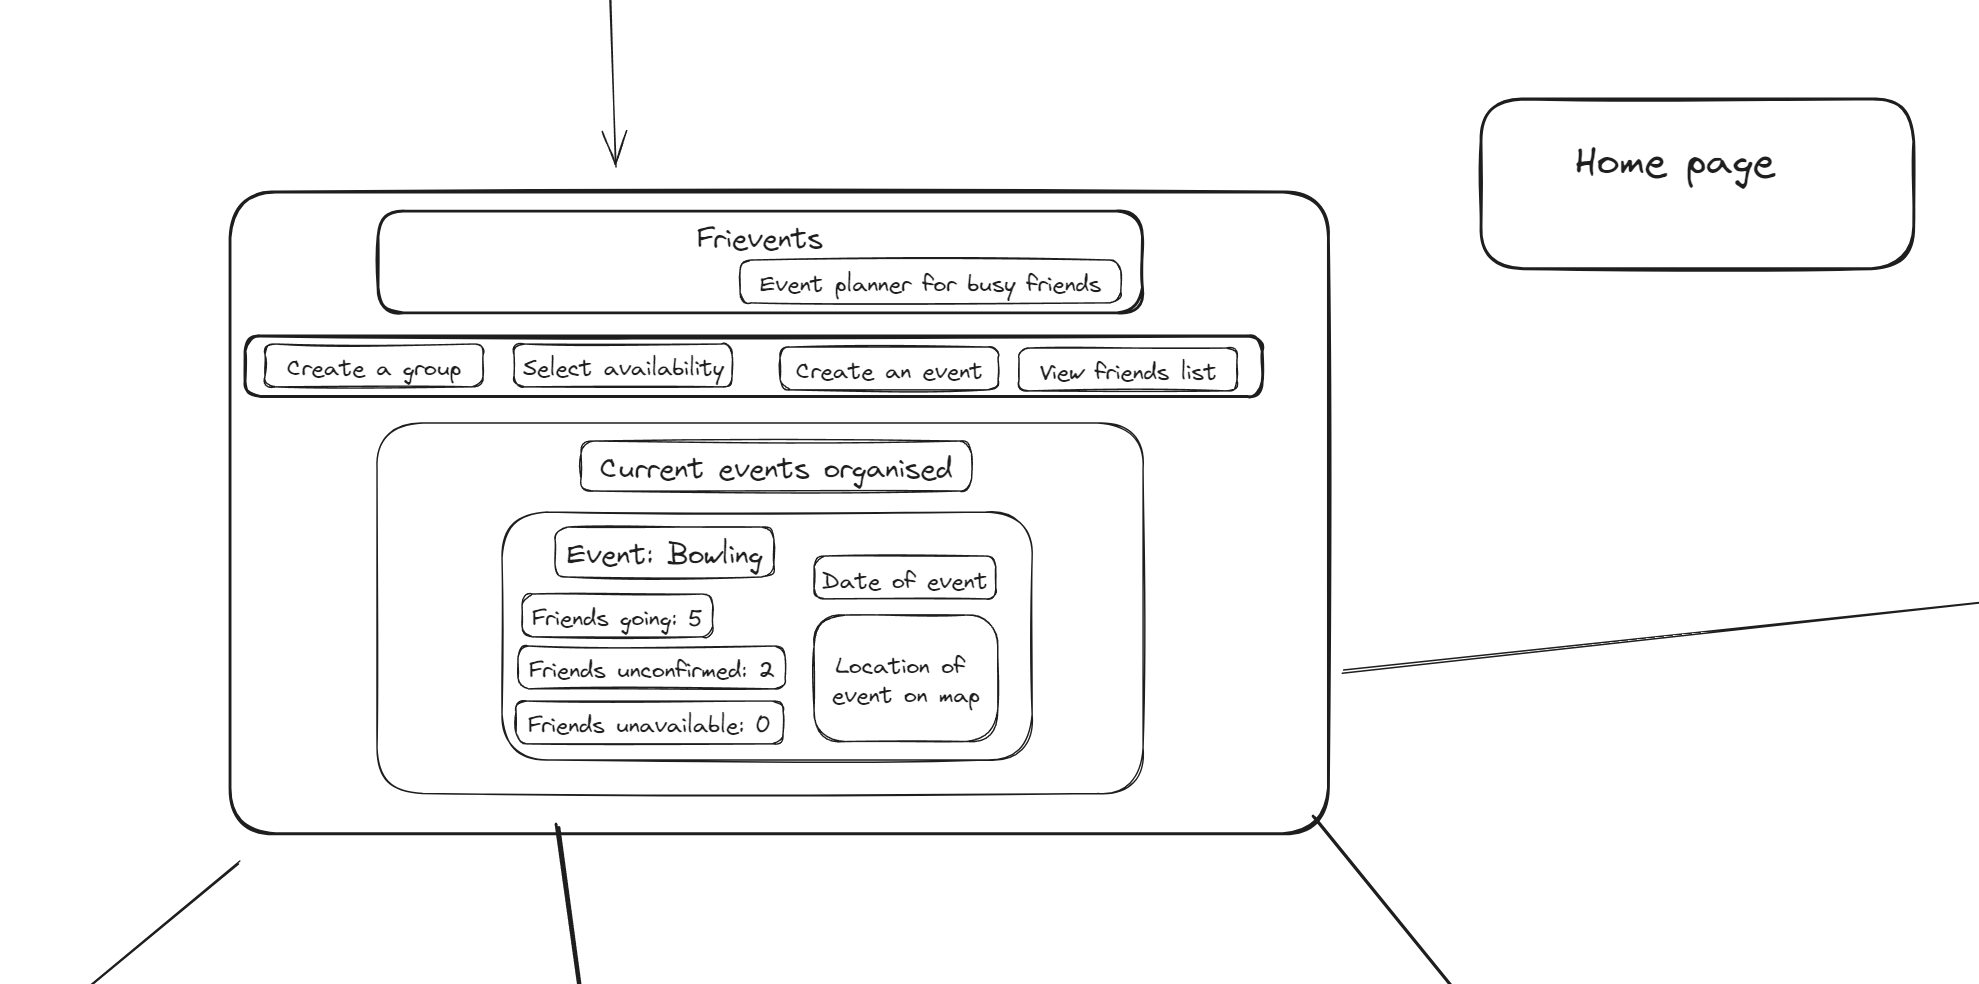 Home page
Frievents
Event planner for busy friends
Create a group
Select availability
Create an event
View friends list
Current events organised
Event: Bowling
Friends going: 5
Friends unconfirmed: 2
Friends unavailable: 0
Date of event
Location of
event on map